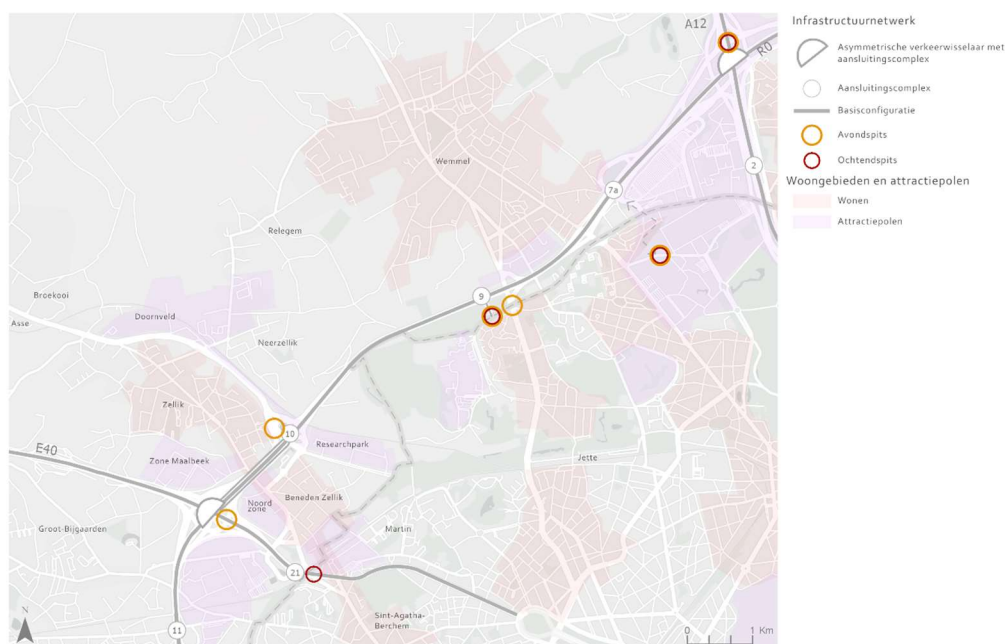 A12
R0
2
7a
Wemmel
Relegem
9
Broekooi
Doornveld
Asse
Neerzellik
Zellik
10
Researchpark
E40
Zone Maalbeek
Jette
Beneden Zellik
Noord
zone
Groot-Bijgaarden
Martin
21
Sint-Agatha-
Berchem
11
N
0 1 Km
Infrastructuurnetwerk
Asymmetrische verkeerwisselaar met
aansluitingscomplex
Aansluitingscomplex
Basisconfiguratie
Avondspits
Ochtendspits
Woongebieden en attractiepolen
Wonen
Attractiepolen